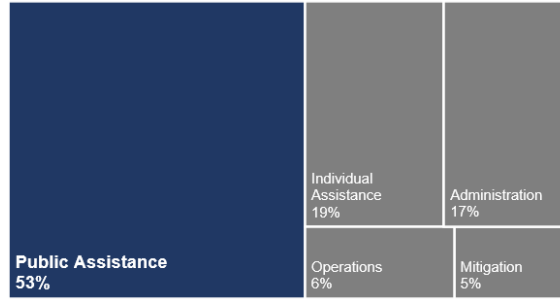 Public Assistance
53%
Individual
Assistance
19%
Administration
17%
Operations
6%
Mitigation
5%